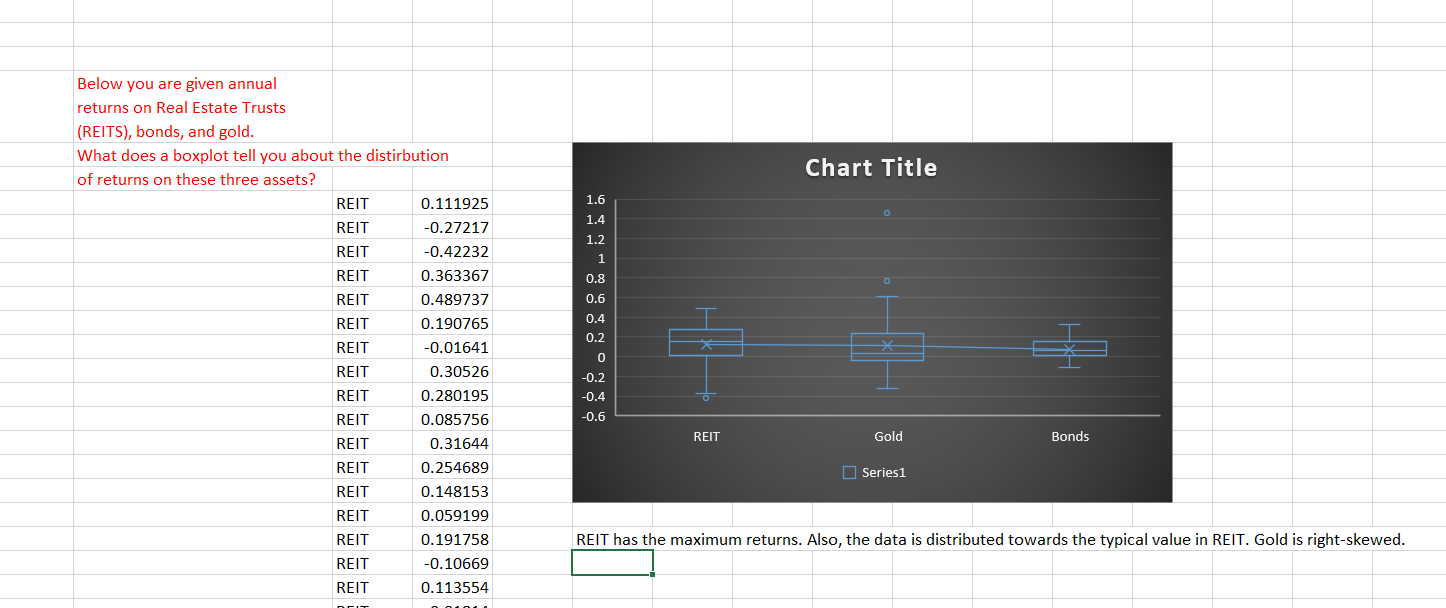 Below you are given annual
returns on Real Estate Trusts
(REITS), bonds, and gold.
What does a boxplot tell you about the distirbution
of returns on these three assets?
REIT 0.111925
REIT -0.27217
REIT -0.42232
REIT 0.363367
REIT 0.489737
REIT 0.190765
REIT -0.01641
REIT 0.30526
REIT 0.280195
REIT 0.085756
REIT 0.31644
REIT 0.254689
REIT 0.148153
REIT 0.059199
REIT 0.191758
REIT -0.10669
REIT 0.113554
Chart Title
1.6
1.4
1.2
1
0.8
0.6
0.4
0.2
0
-0.2
-0.4
-0.6
REIT Gold Bonds
Series1
REIT has the maximum returns. Also, the data is distributed towards the typical value in REIT. Gold is right-skewed.